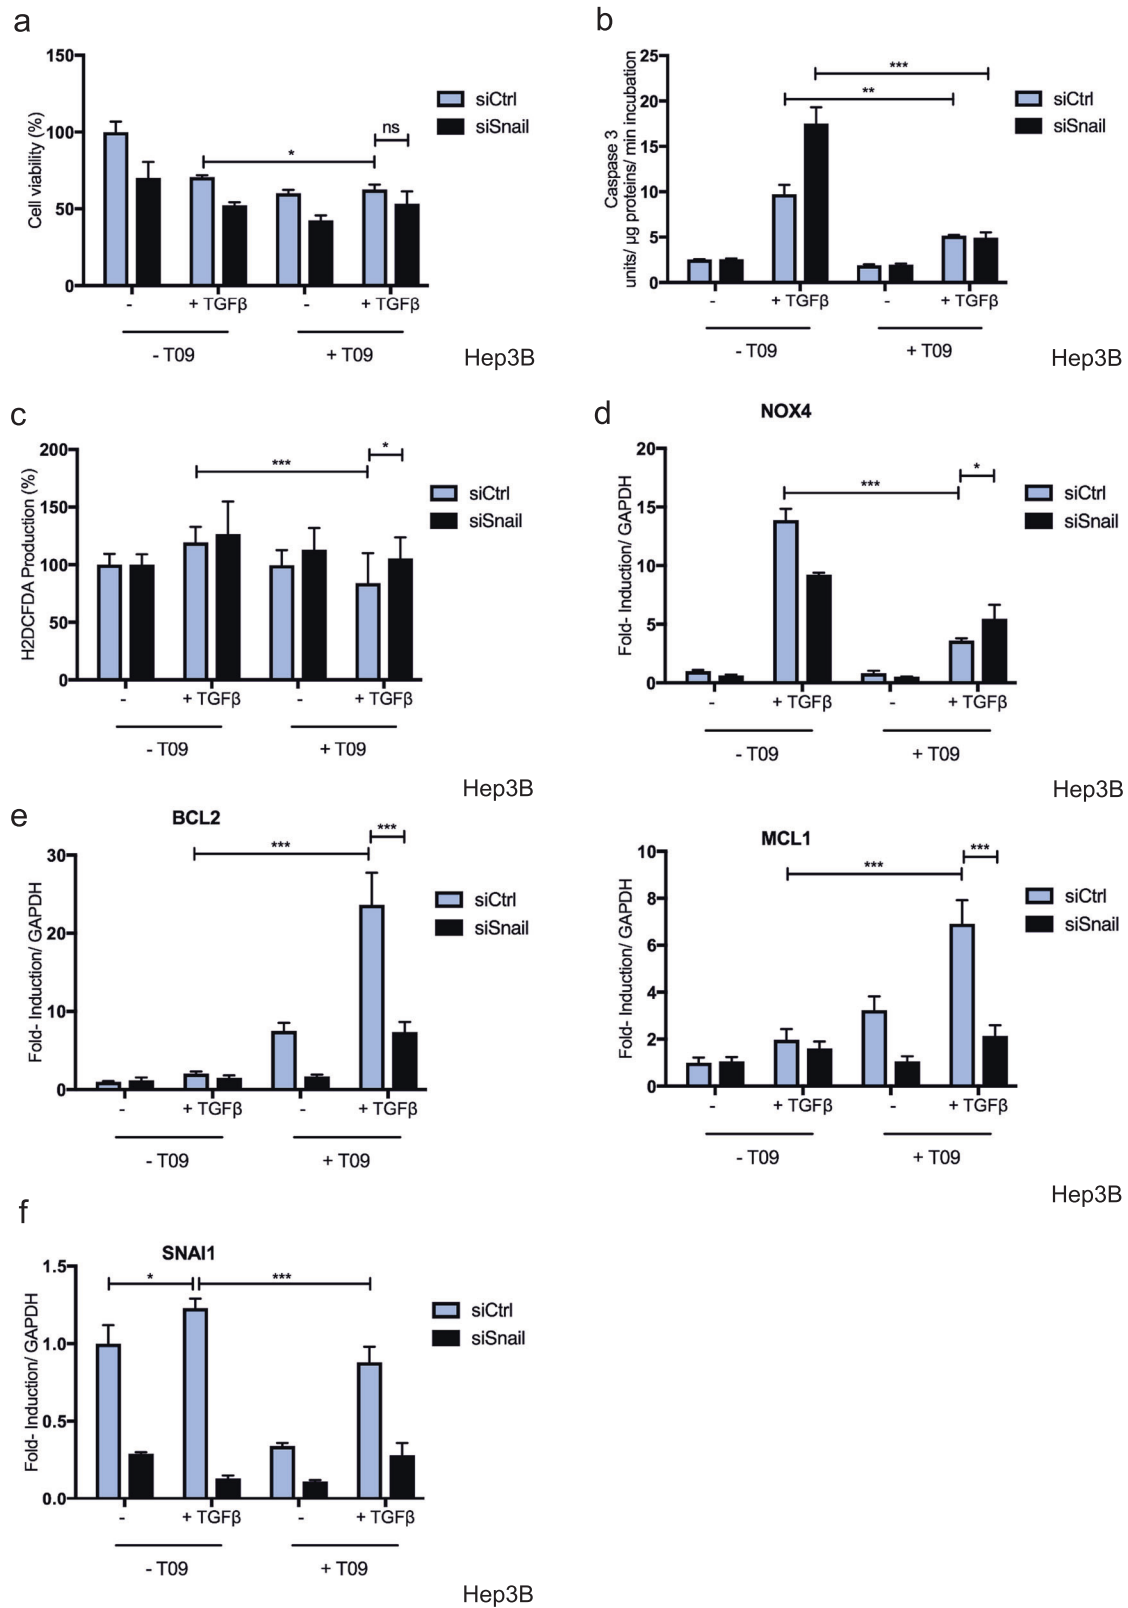 a
Cell viability (%)
150
100
50
0
*
ns
siCtrl
siSnail
-
+ TGFβ
-
+ TGFβ
- T09
+ T09
Hep3B
b
Caspase 3
units/ µg proteins/ min incubation
25
20
15
10
5
0
***
**
siCtrl
siSnail
-
+ TGFβ
-
+ TGFβ
- T09
+ T09
Hep3B
c
H2DCFDA Production (%)
200
150
100
50
0
***
*
siCtrl
siSnail
-
+ TGFβ
-
+ TGFβ
- T09
+ T09
Hep3B
d
NOX4
Fold- Induction/ GAPDH
20
15
10
5
0
***
*
siCtrl
siSnail
-
+ TGFβ
-
+ TGFβ
- T09
+ T09
Hep3B
e
BCL2
Fold- Induction/ GAPDH
30
20
10
0
***
***
siCtrl
siSnail
-
+ TGFβ
-
+ TGFβ
- T09
+ T09
MCL1
Fold- Induction/ GAPDH
10
8
6
4
2
0
***
***
siCtrl
siSnail
-
+ TGFβ
-
+ TGFβ
- T09
+ T09
Hep3B
f
SNAI1
Fold- Induction/ GAPDH
1.5
1.0
0.5
0.0
*
***
siCtrl
siSnail
-
+ TGFβ
-
+ TGFβ
- T09
+ T09
Hep3B